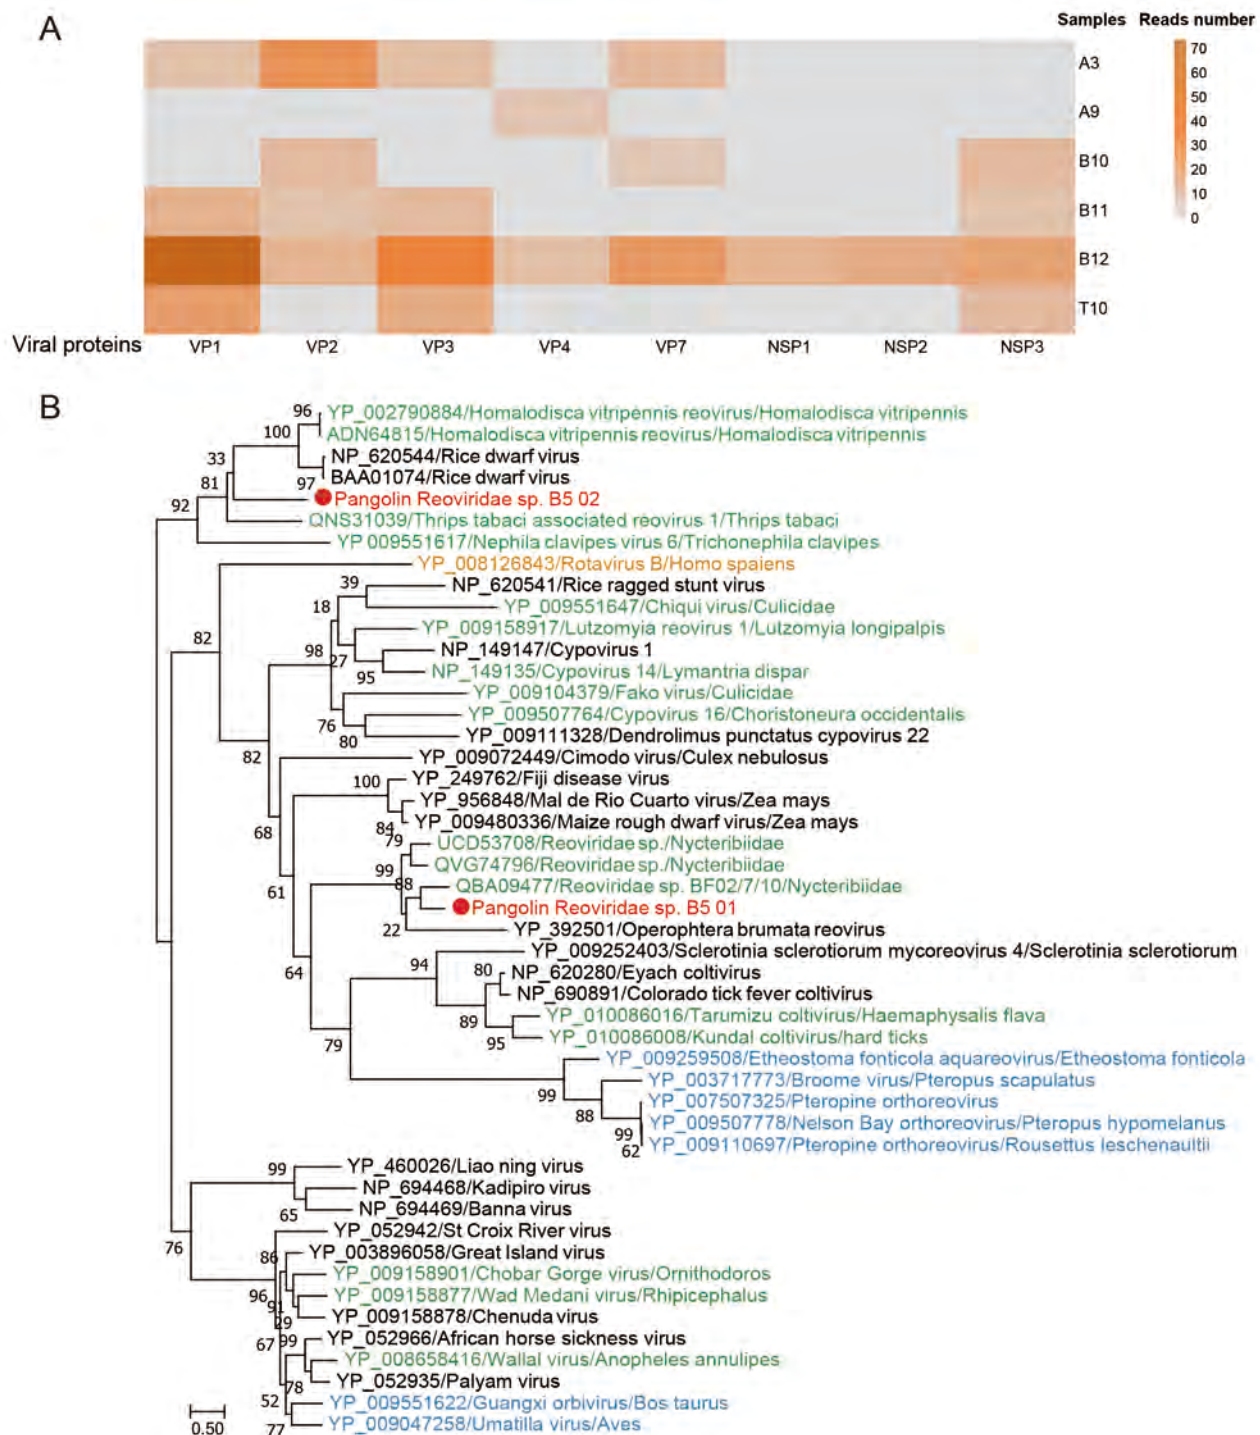 A
Samples Reads number
70
60
50
40
30
20
10
0
A3
A9
B10
B11
B12
T10
Viral proteins VP1 VP2 VP3 VP4 VP7 NSP1 NSP2 NSP3
B
96 YP_002790884/Homalodisca vitripennis reovirus/Homalodisca vitripennis
100 ADN64815/Homalodisca vitripennis reovirus/Homalodisca vitripennis
33 NP_620544/Rice dwarf virus
81 97 BAA01074/Rice dwarf virus
92 Pangolin Reoviridae sp. B5 02
QNS31039/Thrips tabaci associated reovirus 1/Thrips tabaci
YP 009551617/Nephila clavipes virus 6/Trichonephila clavipes
YP_008126843/Rotavirus B/Homo spaiens
39 NP_620541/Rice ragged stunt virus
18 YP_009551647/Chiqui virus/Culicidae
82 YP_009158917/Lutzomyia reovirus 1/Lutzomyia longipalpis
98 27 NP_149147/Cypovirus 1
95 NP_149135/Cypovirus 14/Lymantria dispar
YP_009104379/Fako virus/Culicidae
76 YP_009507764/Cypovirus 16/Choristoneura occidentalis
80 YP_009111328/Dendrolimus punctatus cypovirus 22
82 YP_009072449/Cimodo virus/Culex nebulosus
100 YP_249762/Fiji disease virus
YP_956848/Mal de Rio Cuarto virus/Zea mays
68 84 YP_009480336/Maize rough dwarf virus/Zea mays
79 UCD53708/Reoviridae sp./Nycteribiidae
99 QVG74796/Reoviridae sp./Nycteribiidae
61 88 QBA09477/Reoviridae sp. BF02/7/10/Nycteribiidae
Pangolin Reoviridae sp. B5 01
22 YP_392501/Operophtera brumata reovirus
YP_009252403/Sclerotinia sclerotiorum mycoreovirus 4/Sclerotinia sclerotiorum
64 94 80 NP_620280/Eyach coltivirus
NP_690891/Colorado tick fever coltivirus
89 YP_010086016/Tarumizu coltivirus/Haemaphysalis flava
79 95 YP_010086008/Kundal coltivirus/hard ticks
YP_009259508/Etheostoma fonticola aquareovirus/Etheostoma fonticola
YP_003717773/Broome virus/Pteropus scapulatus
99 YP_007507325/Pteropine orthoreovirus
88 YP_009507778/Nelson Bay orthoreovirus/Pteropus hypomelanus
99 62 YP_009110697/Pteropine orthoreovirus/Rousettus leschenaultii
99 YP_460026/Liao ning virus
NP_694468/Kadipiro virus
65 NP_694469/Banna virus
76 YP_052942/St Croix River virus
86 YP_003896058/Great Island virus
YP_009158901/Chobar Gorge virus/Ornithodoros
96 91 YP_009158877/Wad Medani virus/Rhipicephalus
29 YP_009158878/Chenuda virus
67 99 YP_052966/African horse sickness virus
YP_008658416/Wallal virus/Anopheles annulipes
78 YP_052935/Palyam virus
52 YP_009551622/Guangxi orbivirus/Bos taurus
77 YP_009047258/Umatilla virus/Aves
0.50